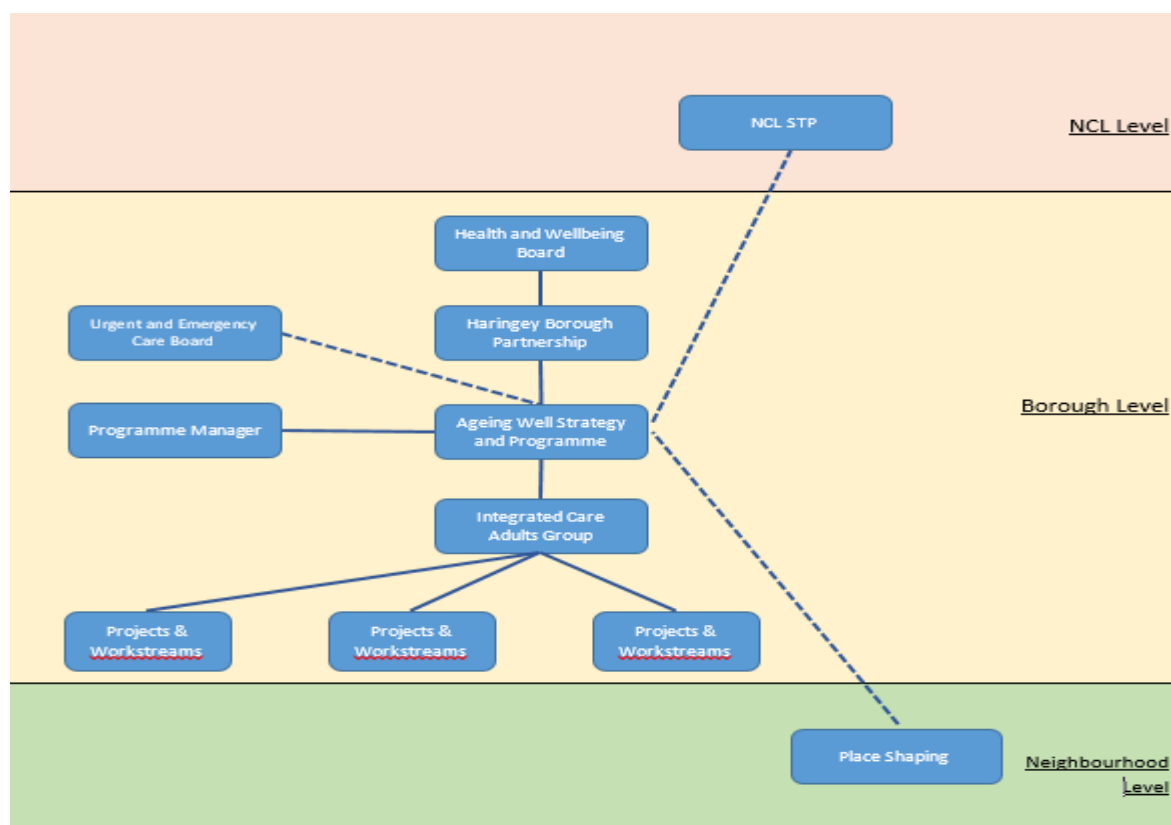 NCL STP
NCL Level
Health and Wellbeing
Board
Urgent and Emergency
Care Board
Haringey Borough
Partnership
Programme Manager
Ageing Well Strategy
and Programme
Borough Level
Integrated Care
Adults Group
Projects &
Workstreams
Projects &
Workstreams
Projects &
Workstreams
Place Shaping
Neighbourhood
Level